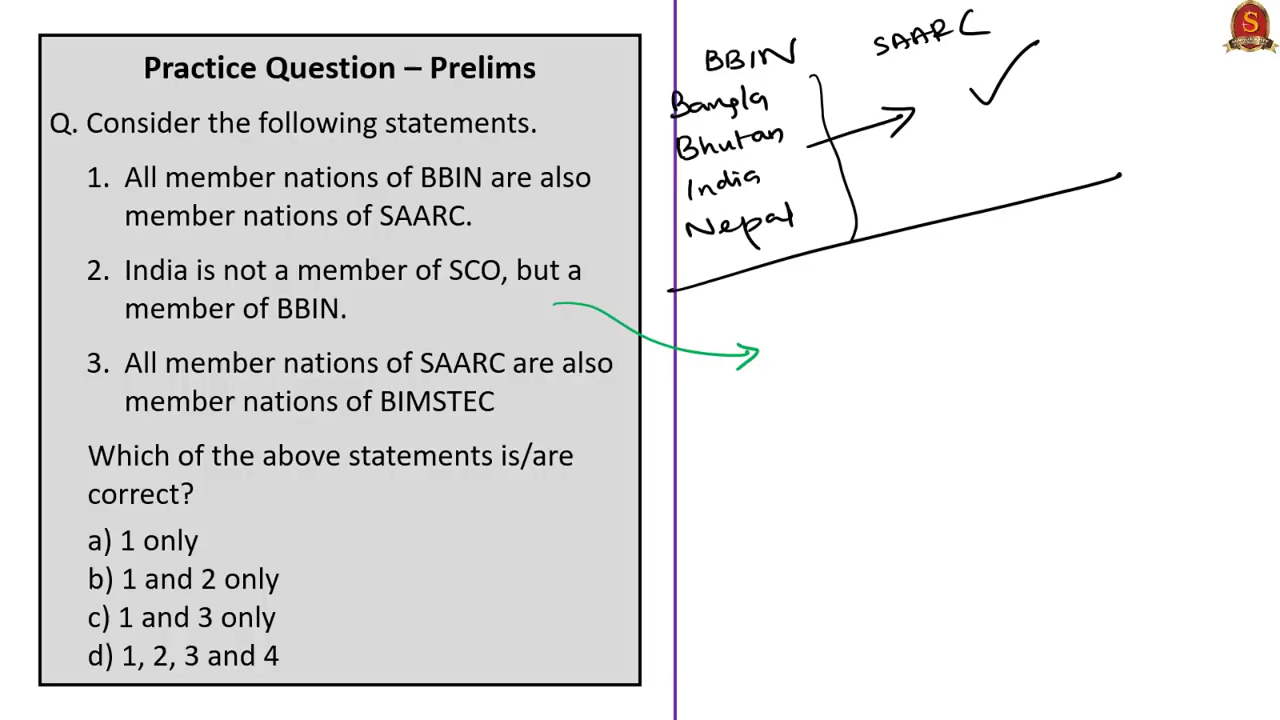 Practice Question – Prelims
Q. Consider the following statements.
1. All member nations of BBIN are also
member nations of SAARC.
2. India is not a member of SCO, but a
member of BBIN.
3. All member nations of SAARC are also
member nations of BIMSTEC
Which of the above statements is/are
correct?
a) 1 only
b) 1 and 2 only
c) 1 and 3 only
d) 1, 2, 3 and 4
BBIN
SAARC
Bangla
Bhutan
India
Nepal
S